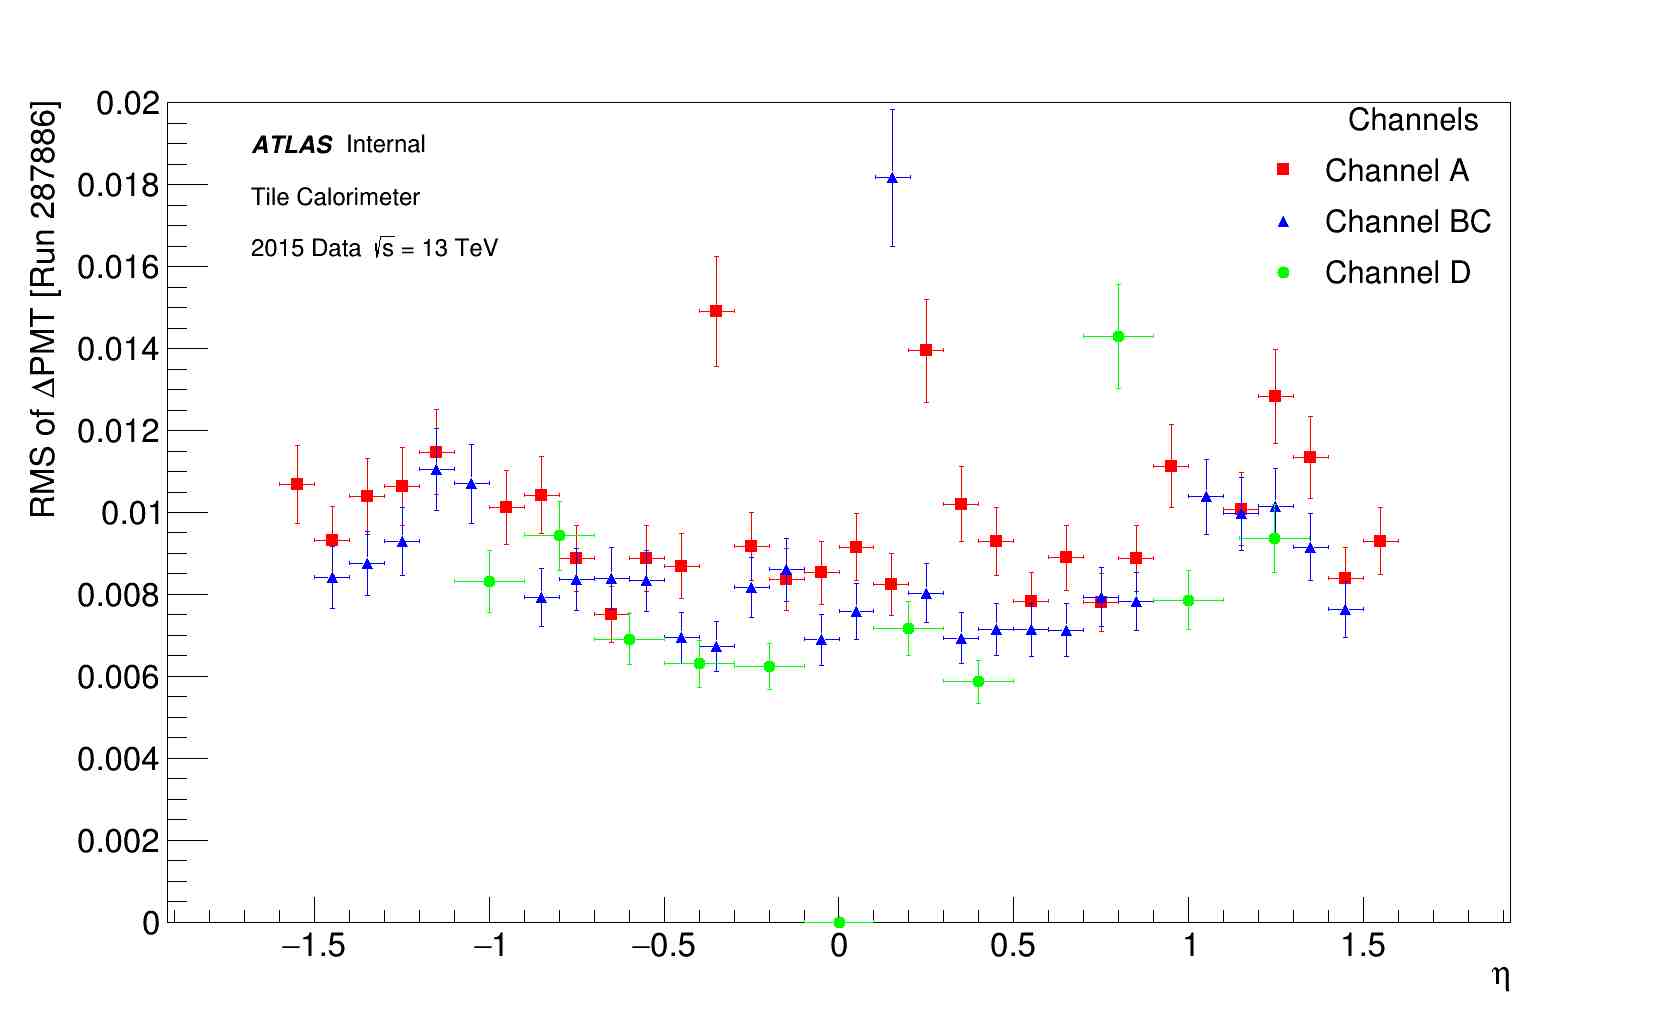 RMS of ΔPMT [Run 287886]
0.02
0.018
0.016
0.014
0.012
0.01
0.008
0.006
0.004
0.002
0
ATLAS Internal
Tile Calorimeter
2015 Data √s = 13 TeV
Channels
Channel A
Channel BC
Channel D
−1.5 −1 −0.5 0 0.5 1 1.5
η